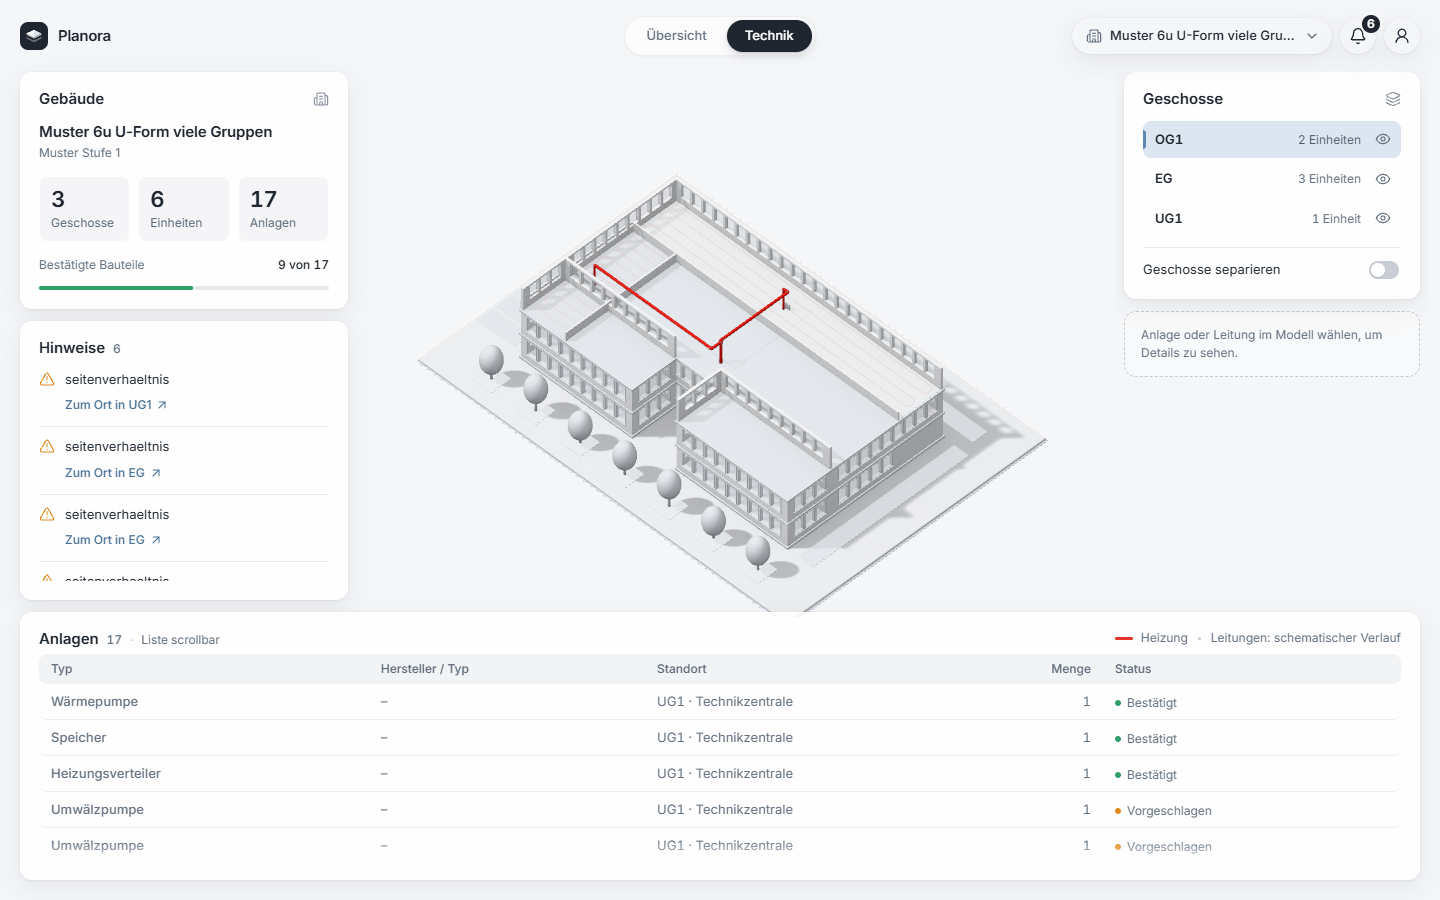 Planora
Übersicht
Technik
Muster 6u U-Form viele Gru...
6
Gebäude
Muster 6u U-Form viele Gruppen
Muster Stufe 1
3
Geschosse
6
Einheiten
17
Anlagen
Bestätigte Bauteile
9 von 17
Hinweise 6
seitenverhaeltnis
Zum Ort in UG1
seitenverhaeltnis
Zum Ort in EG
seitenverhaeltnis
Zum Ort in EG
seitenverhaeltnis
Geschosse
OG1 2 Einheiten
EG 3 Einheiten
UG1 1 Einheit
Geschosse separieren
Anlage oder Leitung im Modell wählen, um
Details zu sehen.
Anlagen 17 · Liste scrollbar
Heizung • Leitungen: schematischer Verlauf
Typ Hersteller / Typ Standort Menge Status
Wärmepumpe – UG1 · Technikzentrale 1 Bestätigt
Speicher – UG1 · Technikzentrale 1 Bestätigt
Heizungsverteiler – UG1 · Technikzentrale 1 Bestätigt
Umwälzpumpe – UG1 · Technikzentrale 1 Vorgeschlagen
Umwälzpumpe – UG1 · Technikzentrale 1 Vorgeschlagen